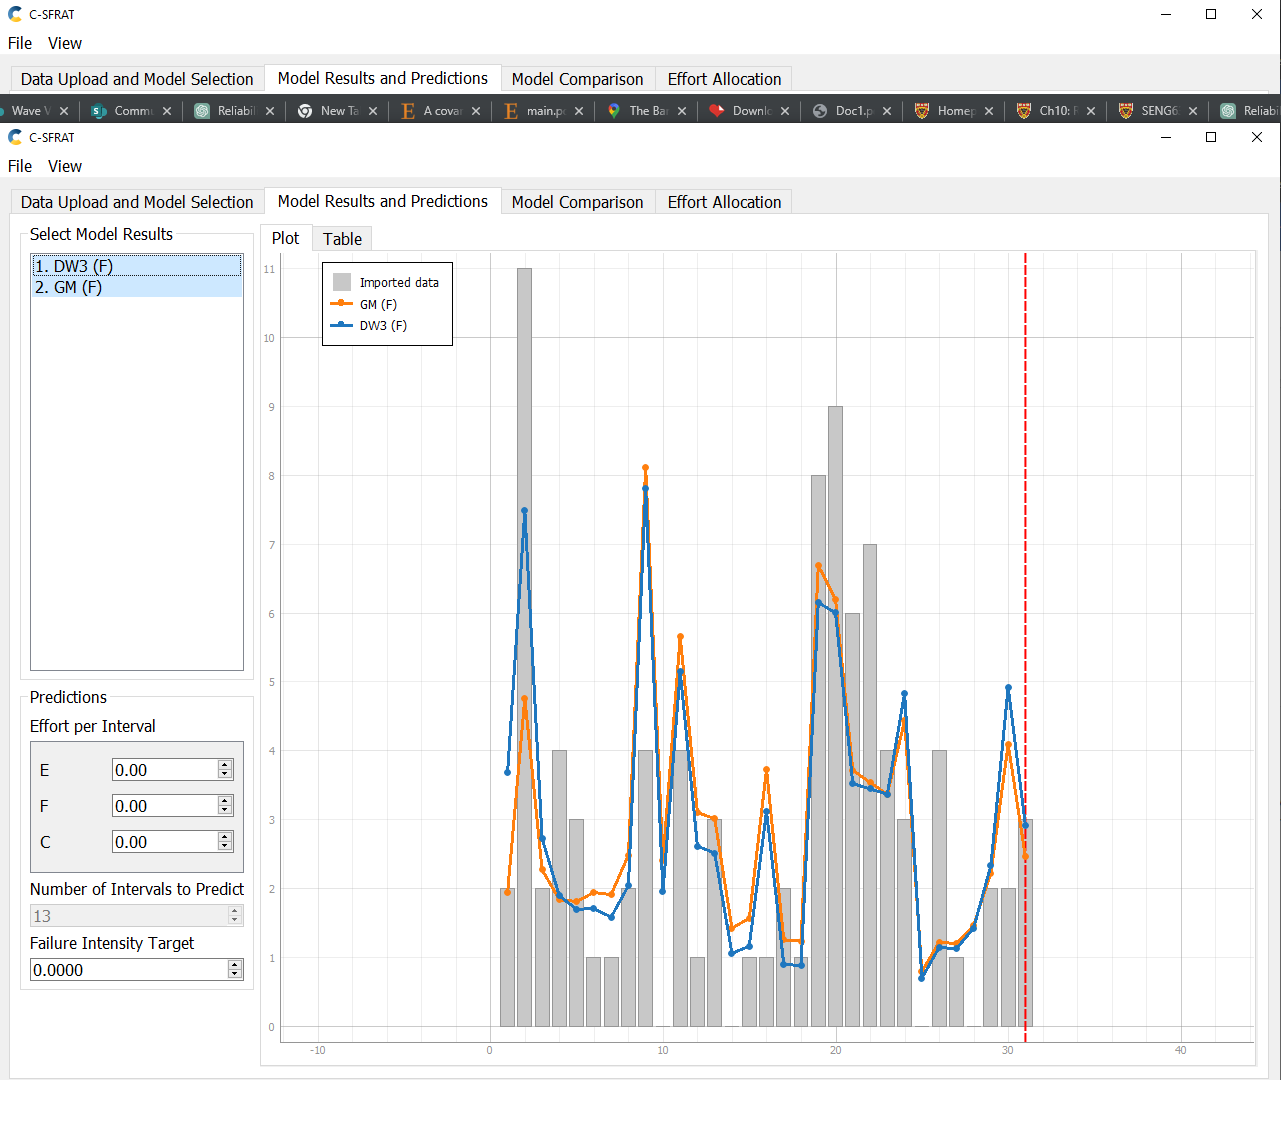 C-SFRAT
File View
Data Upload and Model Selection Model Results and Predictions Model Comparison Effort Allocation
Wave V Commu Reliabil New Ta A covar main.p The Bar Downlo Doc1.p Homep Ch10: SENG6 Reliabi
C-SFRAT
File View
Data Upload and Model Selection Model Results and Predictions Model Comparison Effort Allocation
Select Model Results
1. DW3 (F)
2. GM (F)
Predictions
Effort per Interval
E 0.00
F 0.00
C 0.00
Number of Intervals to Predict
13
Failure Intensity Target
0.0000
Plot Table
Imported data
GM (F)
DW3 (F)
11
10
9
8
7
6
5
4
3
2
1
0
-10 0 10 20 30 40